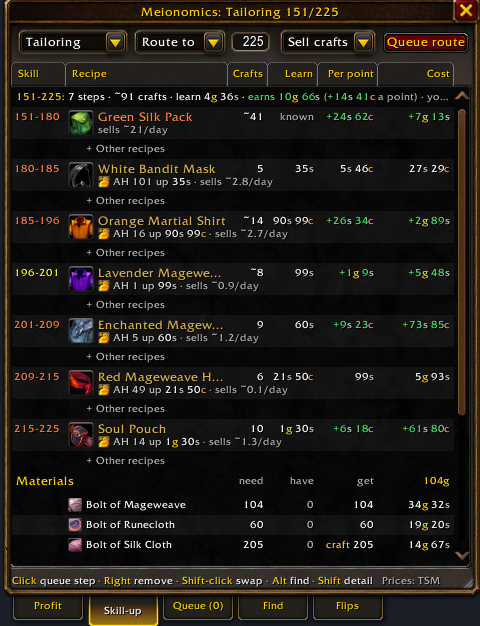 Meionomics: Tailoring 151/225
Tailoring Route to 225 Sell crafts Queue route
Skill Recipe Crafts Learn Per point Cost
151-225: 7 steps · ~91 crafts · learn 4g 36s · earns 10g 66s (+14s 41c a point) · yo...
151-180 Green Silk Pack ~41 known +24s 62c +7g 13s
sells ~21/day
+ Other recipes
180-185 White Bandit Mask 5 35s 5s 46c 27s 29c
AH 101 up 35s · sells ~2.8/day
+ Other recipes
185-196 Orange Martial Shirt ~14 90s 99c +26s 34c +2g 89s
AH 16 up 90s 99c · sells ~2.7/day
+ Other recipes
196-201 Lavender Magewe... ~8 99s +1g 9s +5g 48s
AH 1 up 99s · sells ~0.9/day
+ Other recipes
201-209 Enchanted Magew... 9 60s +9s 23c +73s 85c
AH 5 up 60s · sells ~1.2/day
+ Other recipes
209-215 Red Mageweave H... 6 21s 50c 99s 5g 93s
AH 49 up 21s 50c · sells ~0.1/day
+ Other recipes
215-225 Soul Pouch 10 1g 30s +6s 18c +61s 80c
AH 14 up 1g 30s · sells ~1.3/day
+ Other recipes
Materials need have get 104g
Bolt of Mageweave 104 0 104 34g 32s
Bolt of Runecloth 60 0 60 19g 20s
Bolt of Silk Cloth 205 0 craft 205 14g 67s
Click queue step · Right remove · Shift-click swap · Alt find · Shift detail Prices: TSM
Profit Skill-up Queue (0) Find Flips